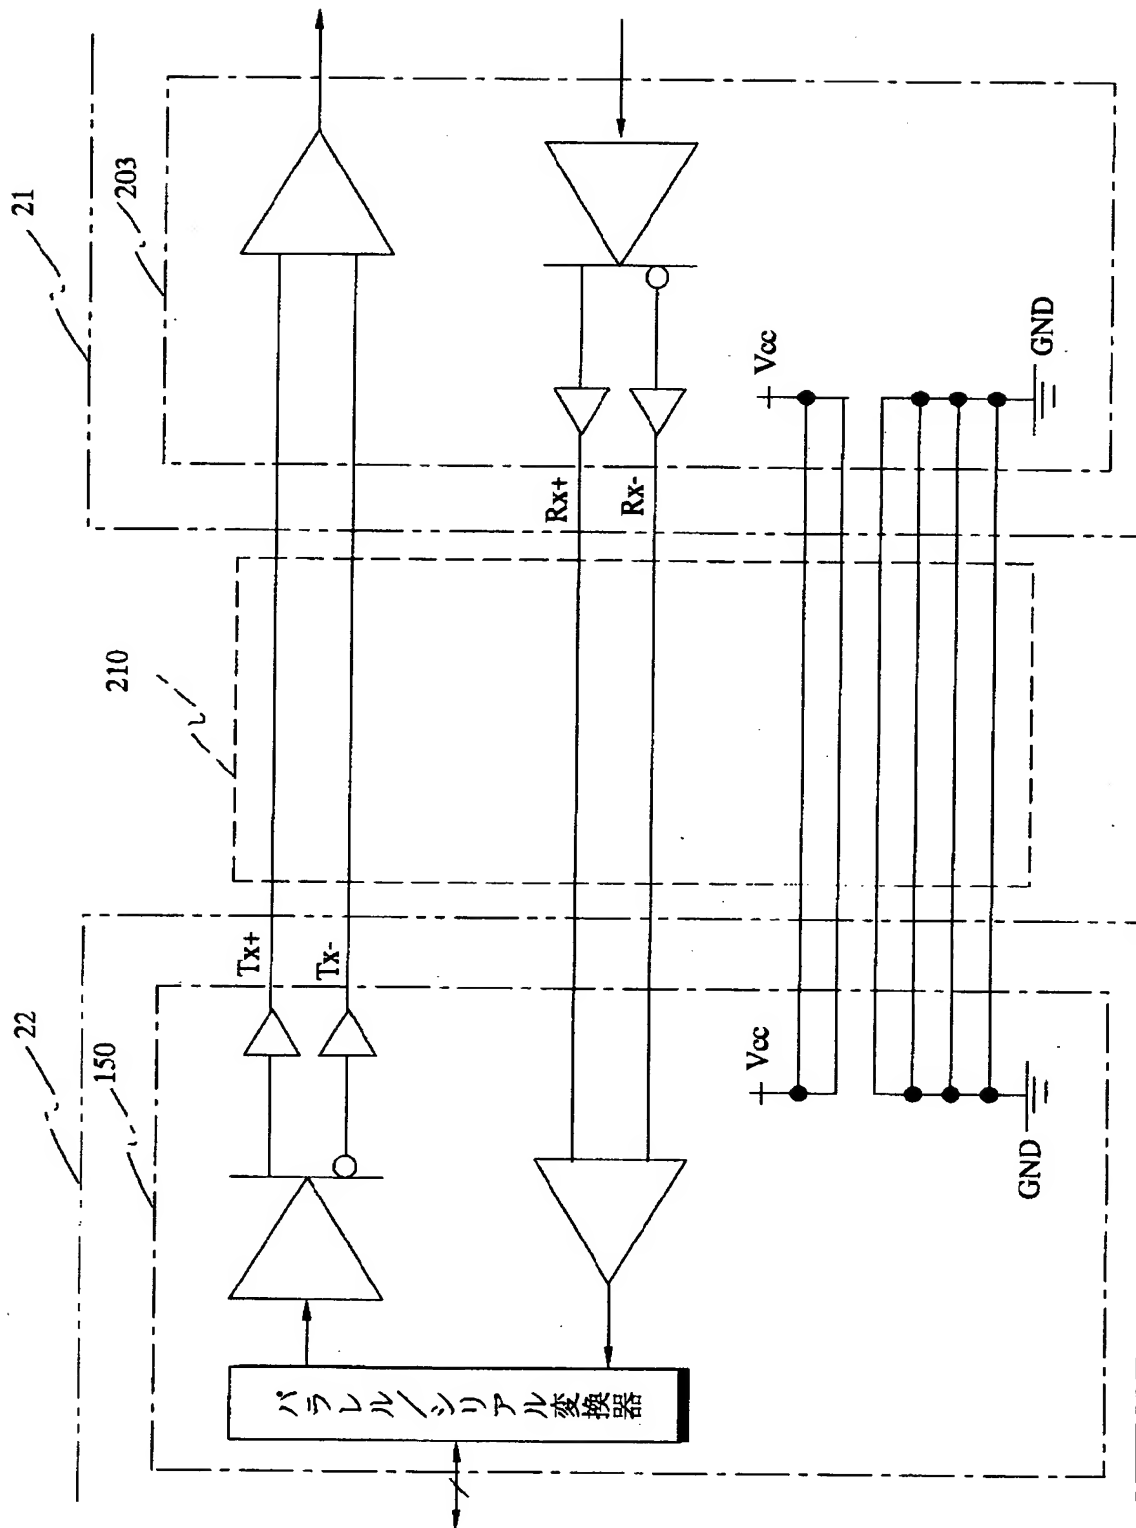 22
150
パラレル/シリアル変換器
Tx+
Tx-
Vcc
GND
210
21
203
Rx+
Rx-
Vcc
GND